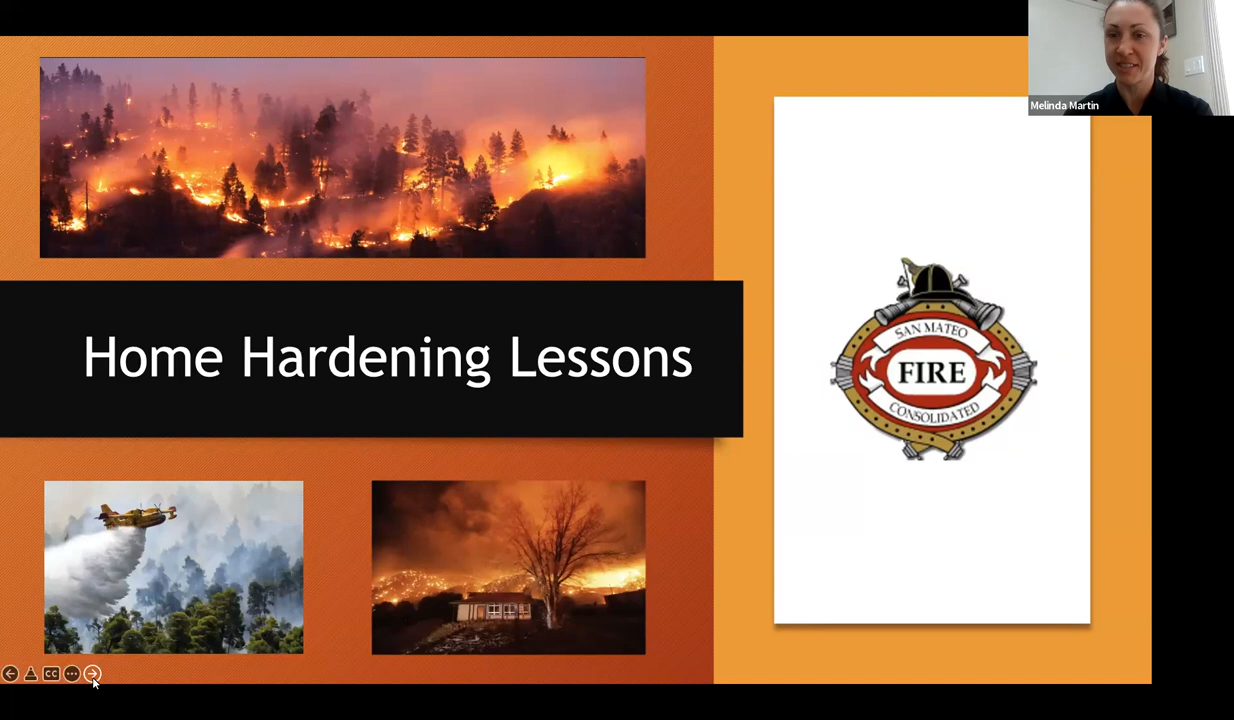 Melinda Martin
Home Hardening Lessons
SAN MATEO
FIRE
CONSOLIDATED
CC